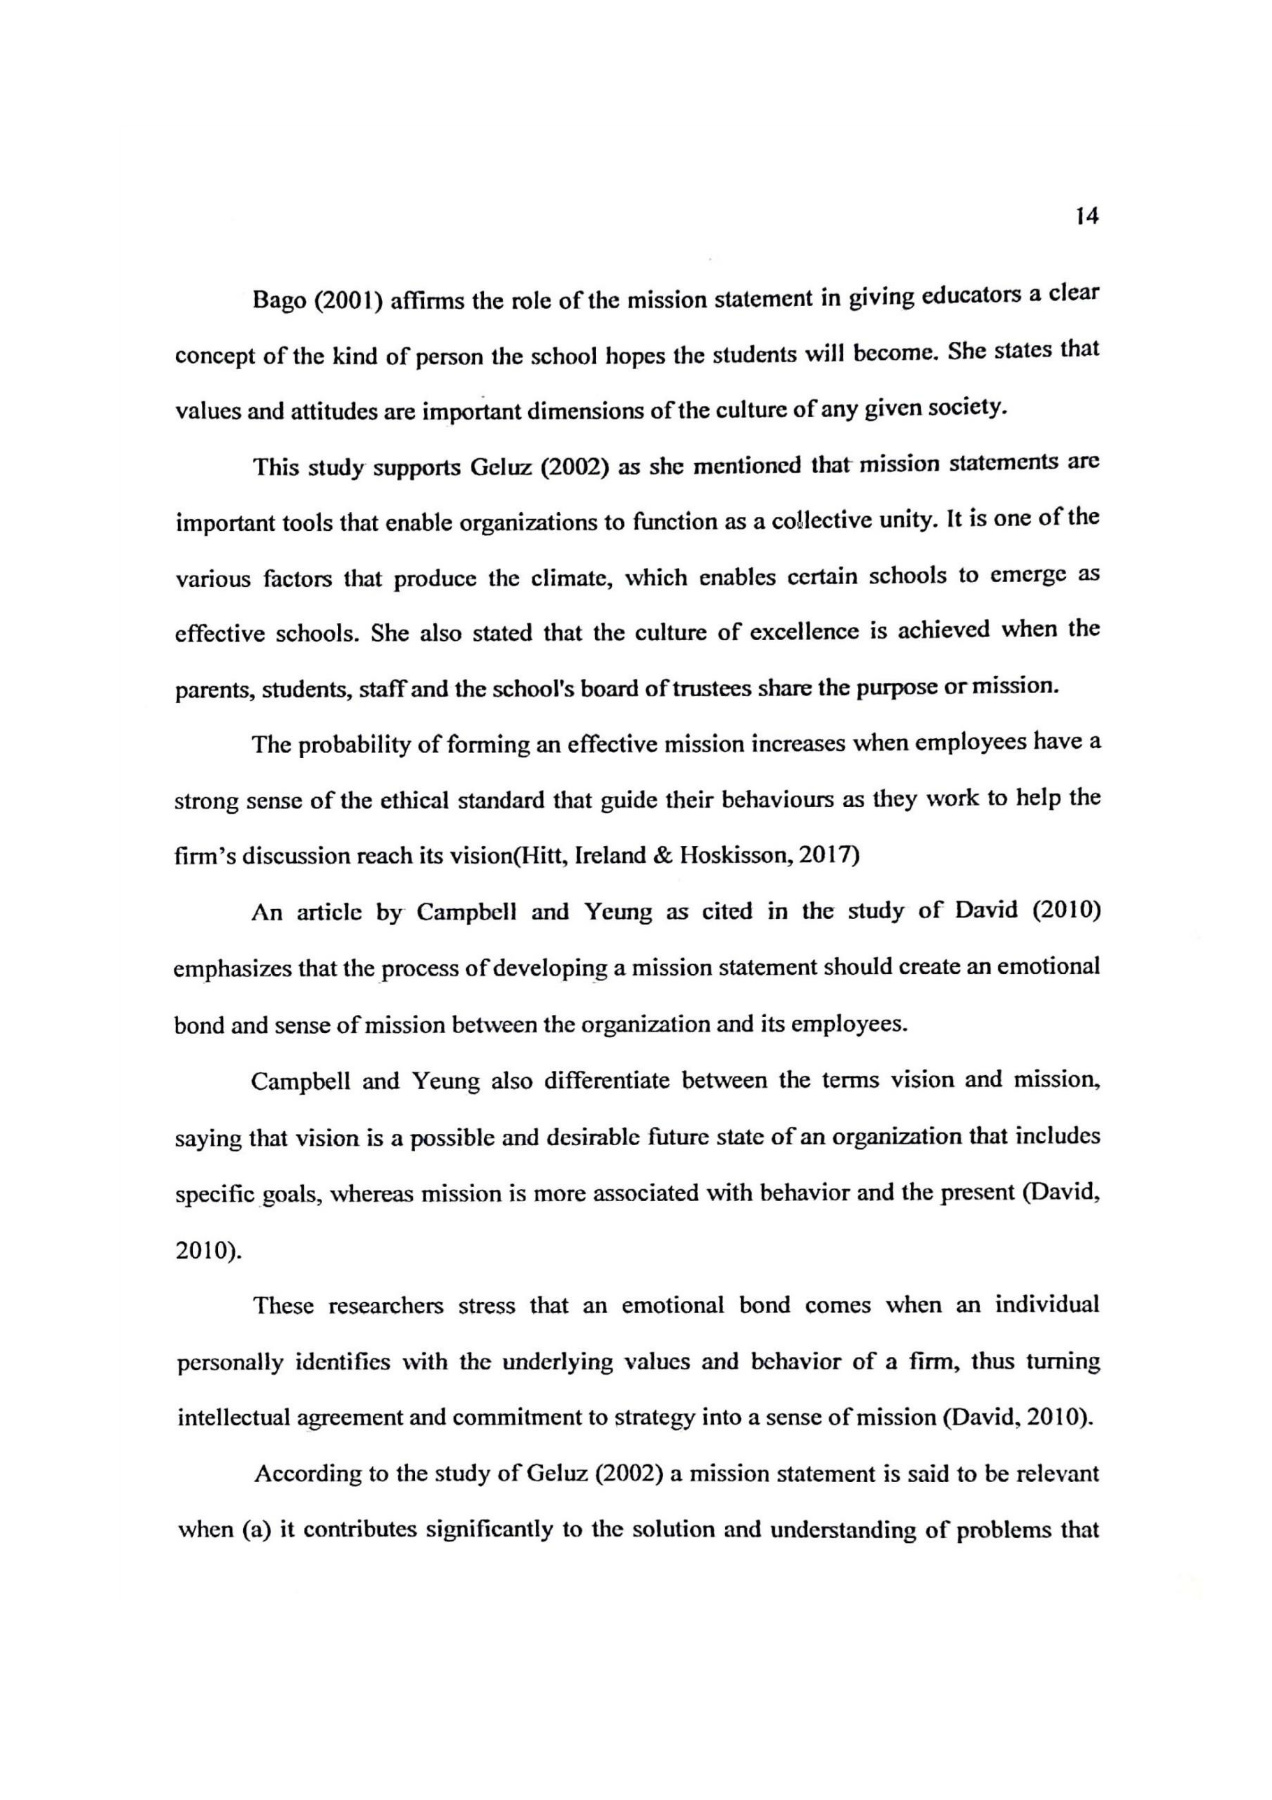 14
Bago (2001) affirms the role of the mission statement in giving educators a clear
concept of the kind of person the school hopes the students will become. She states that
values and attitudes are important dimensions of the culture of any given society.
This study supports Geluz (2002) as she mentioned that mission statements are
important tools that enable organizations to function as a collective unity. It is one of the
various factors that produce the climate, which enables certain schools to emerge as
effective schools. She also stated that the culture of excellence is achieved when the
parents, students, staff and the school's board of trustees share the purpose or mission.
The probability of forming an effective mission increases when employees have a
strong sense of the ethical standard that guide their behaviours as they work to help the
firm’s discussion reach its vision(Hitt, Ireland & Hoskisson, 2017)
An article by Campbell and Yeung as cited in the study of David (2010)
emphasizes that the process of developing a mission statement should create an emotional
bond and sense of mission between the organization and its employees.
Campbell and Yeung also differentiate between the terms vision and mission,
saying that vision is a possible and desirable future state of an organization that includes
specific goals, whereas mission is more associated with behavior and the present (David,
2010).
These researchers stress that an emotional bond comes when an individual
personally identifies with the underlying values and behavior of a firm, thus turning
intellectual agreement and commitment to strategy into a sense of mission (David, 2010).
According to the study of Geluz (2002) a mission statement is said to be relevant
when (a) it contributes significantly to the solution and understanding of problems that